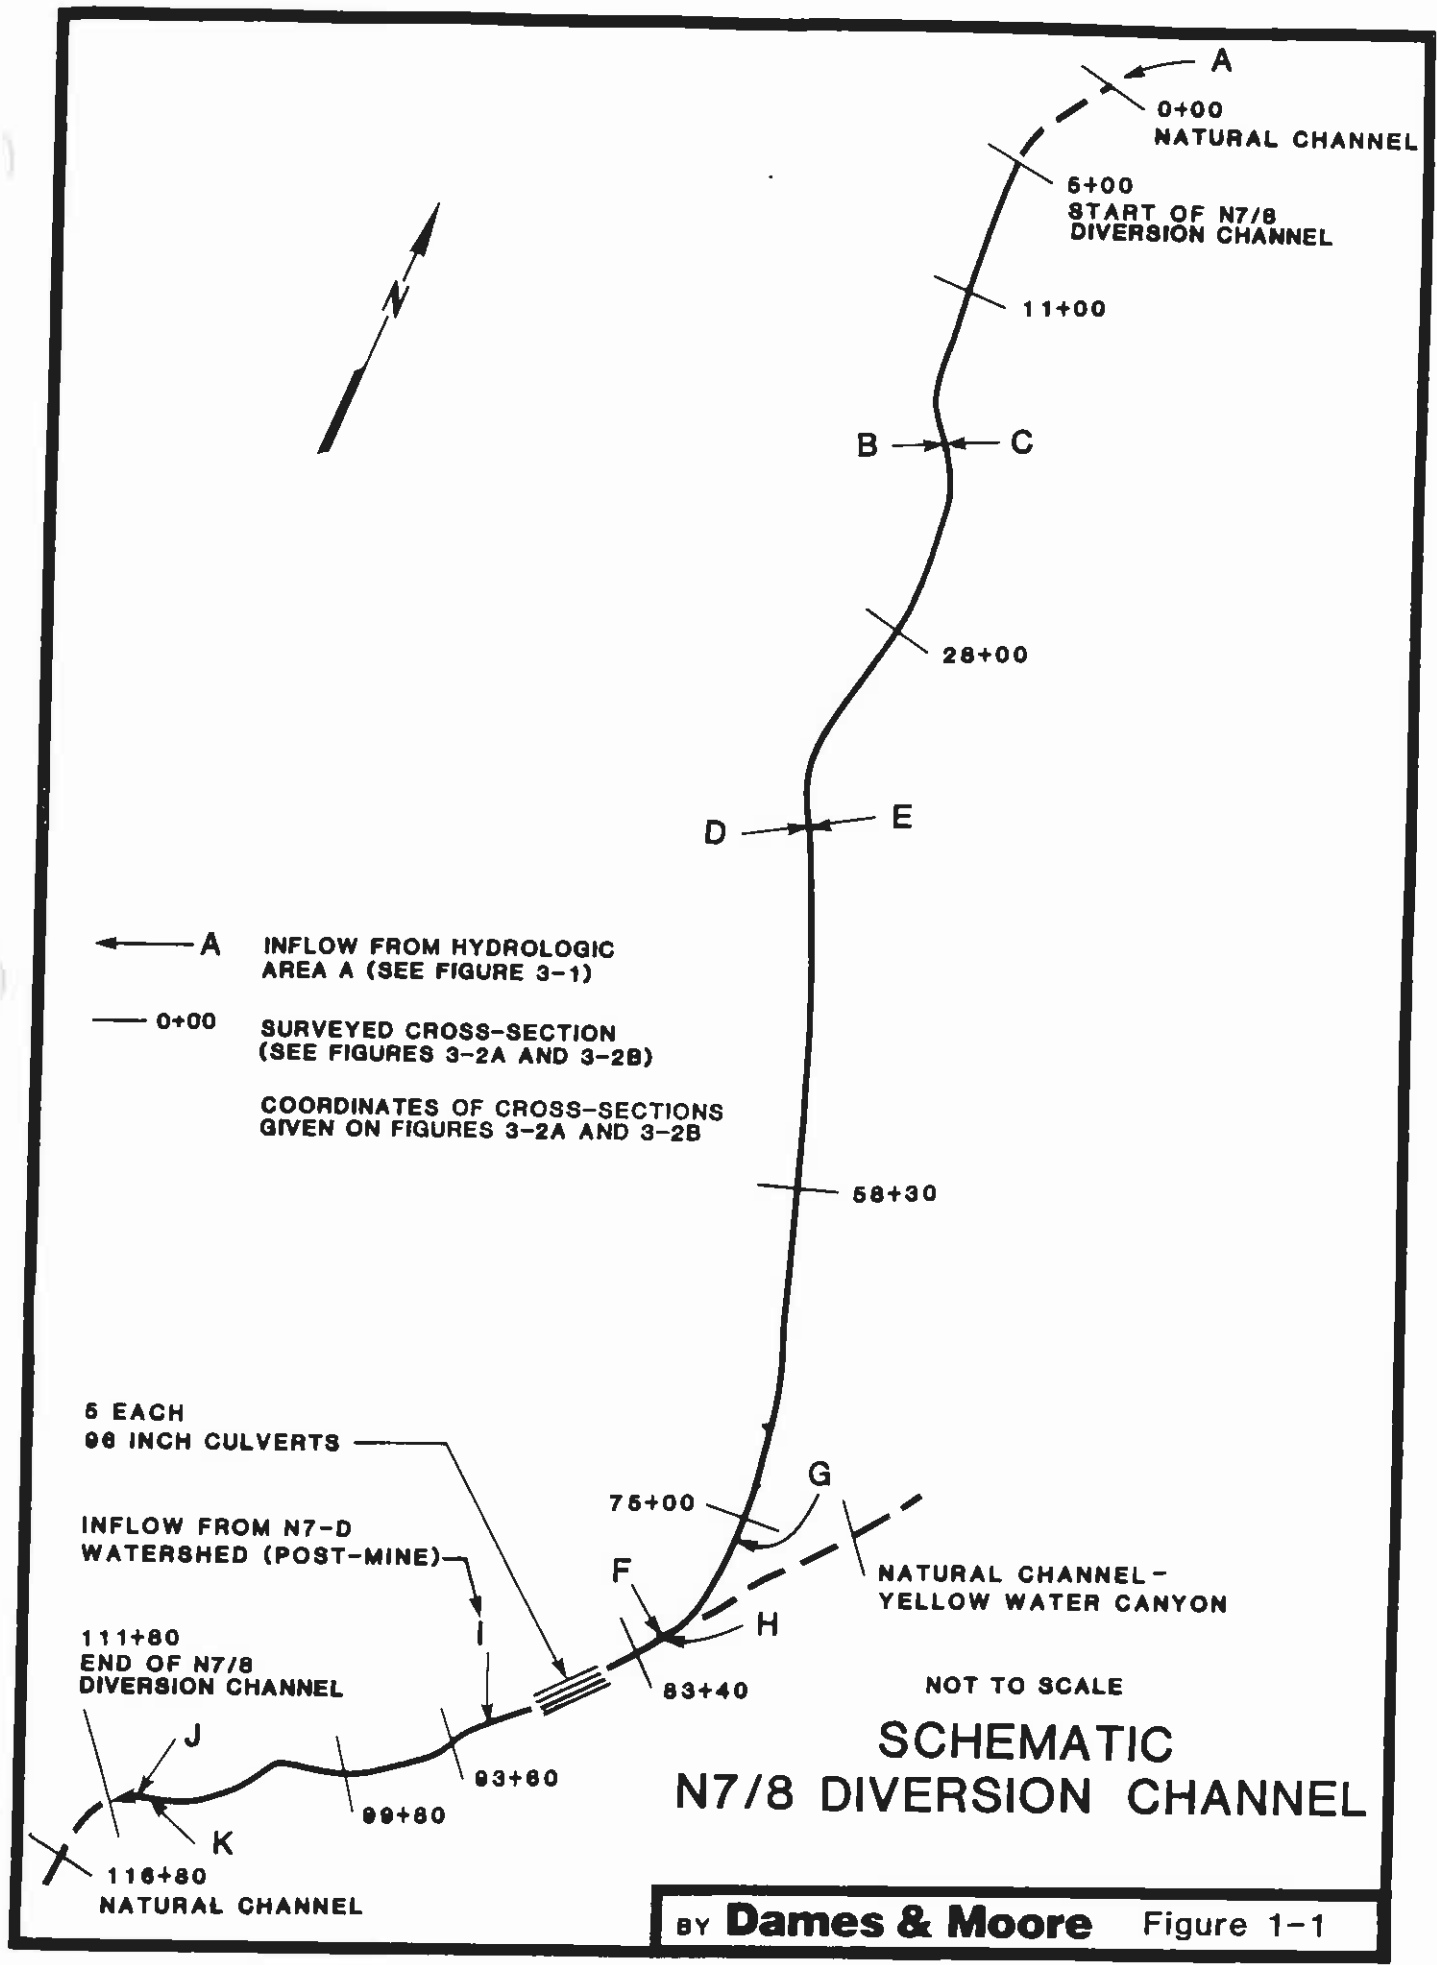 A
0+00
NATURAL CHANNEL
5+00
START OF N7/8
DIVERSION CHANNEL
N
11+00
B
C
28+00
D
E
A
INFLOW FROM HYDROLOGIC
AREA A (SEE FIGURE 3-1)
0+00
SURVEYED CROSS-SECTION
(SEE FIGURES 3-2A AND 3-2B)
COORDINATES OF CROSS-SECTIONS
GIVEN ON FIGURES 3-2A AND 3-2B
58+30
5 EACH
96 INCH CULVERTS
G
75+00
INFLOW FROM N7-D
WATERSHED (POST-MINE)
F
NATURAL CHANNEL-
YELLOW WATER CANYON
H
111+80
END OF N7/8
DIVERSION CHANNEL
83+40
NOT TO SCALE
J
SCHEMATIC
N7/8 DIVERSION CHANNEL
93+60
99+80
K
116+80
NATURAL CHANNEL
BY Dames & Moore Figure 1-1